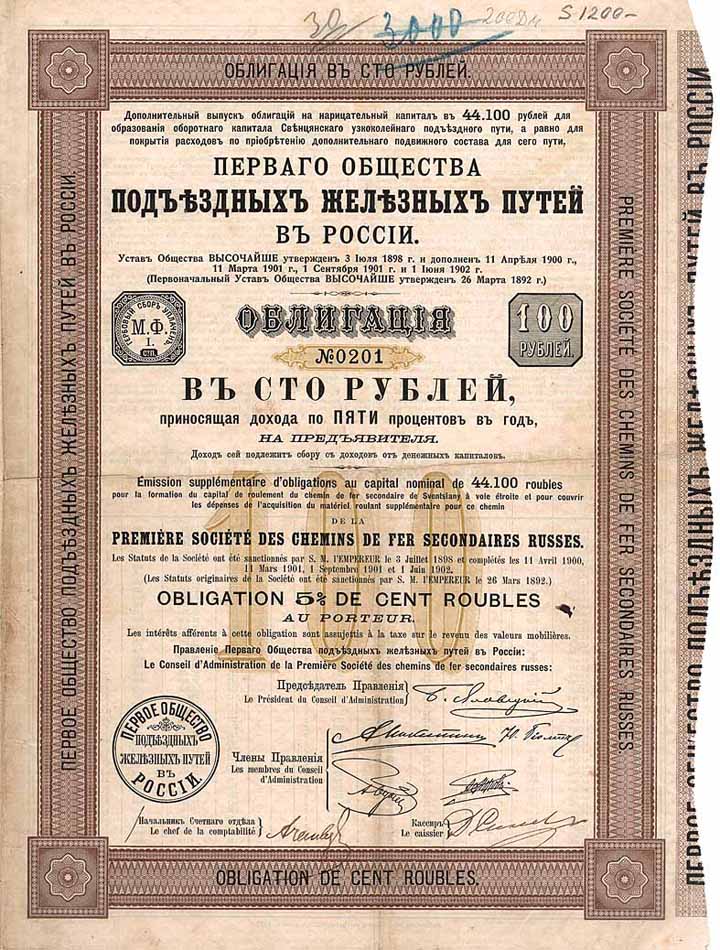 30 3000 200 DM S 1200-
ОБЛИГАЦІЯ ВЪ СТО РУБЛЕЙ.
Дополнительный выпускъ облигацій на нарицательный капиталъ въ 44.100 рублей для
образованія оборотнаго капитала Свѣнцянскаго узкоколейнаго подъѣзднаго пути, а равно для
покрытія расходовъ по пріобрѣтенію дополнительнаго подвижного состава для сего пути,
ПЕРВАГО ОБЩЕСТВА
ПОДЪѢЗДНЫХЪ ЖЕЛѢЗНЫХЪ ПУТЕЙ
ВЪ РОССІИ.
Уставъ Общества ВЫСОЧАЙШЕ утвержденъ 3 Іюля 1898 г. и дополненъ 11 Апрѣля 1900 г.,
11 Марта 1901 г., 1 Сентября 1901 г. и 1 Іюня 1902 г.
(Первоначальный Уставъ Общества ВЫСОЧАЙШЕ утвержденъ 26 Марта 1892 г.)
ГЕРБОВЫЙ СБОРЪ УПЛАЧЕНЪ.
М.Ф.
I.
СТП.
ОБЛИГАЦІЯ
№0201
100
РУБЛЕЙ.
ВЪ СТО РУБЛЕЙ,
приносящая дохода по ПЯТИ процентовъ въ годъ,
НА ПРЕДЪЯВИТЕЛЯ.
Доходъ сей подлежитъ сбору съ доходовъ отъ денежныхъ капиталовъ.
100
Émission supplémentaire d'obligations au capital nominal de 44.100 roubles
pour la formation du capital de roulement du chemin de fer secondaire de Sventsiany à voie étroite et pour couvrir
les dépenses de l'acquisition du matériel roulant supplémentaire pour ce chemin
DE LA
PREMIÈRE SOCIÉTÉ DES CHEMINS DE FER SECONDAIRES RUSSES.
Les Statuts de la Société ont été sanctionnés par S. M. l'EMPEREUR le 3 Juillet 1898 et complétés les 11 Avril 1900,
11 Mars 1901, 1 Septembre 1901 et 1 Juin 1902.
(Les Statuts originaires de la Société ont été sanctionnés par S. M. l'EMPEREUR le 26 Mars 1892.)
OBLIGATION 5% DE CENT ROUBLES
AU PORTEUR.
Les intérêts afférents à cette obligation sont assujettis à la taxe sur le revenu des valeurs mobilières.
Правленіе Перваго Общества подъѣздныхъ желѣзныхъ путей въ Россіи:
Le Conseil d'Administration de la Première Société des chemins de fer secondaires russes:
Предсѣдатель Правленія
Le Président du Conseil d'Administration
ПЕРВОЕ ОБЩЕСТВО
ПОДЪѢЗДНЫХЪ
ЖЕЛѢЗНЫХЪ ПУТЕЙ
ВЪ
РОССІИ.
Члены Правленія
Les membres du Conseil
d'Administration
Начальникъ Счетнаго отдѣла
Le chef de la comptabilité
Кассиръ
Le caissier
OBLIGATION DE CENT ROUBLES.
ПЕРВОЕ ОБЩЕСТВО ПОДЪѢЗДНЫХЪ ЖЕЛѢЗНЫХЪ ПУТЕЙ ВЪ РОССІИ.
PREMIÈRE SOCIÉTÉ DES CHEMINS DE FER SECONDAIRES RUSSES.
ПЕРВОЕ ОБЩЕСТВО ПОДЪѢЗДНЫХЪ ЖЕЛѢЗНЫХЪ ПУТЕЙ ВЪ РОССІИ